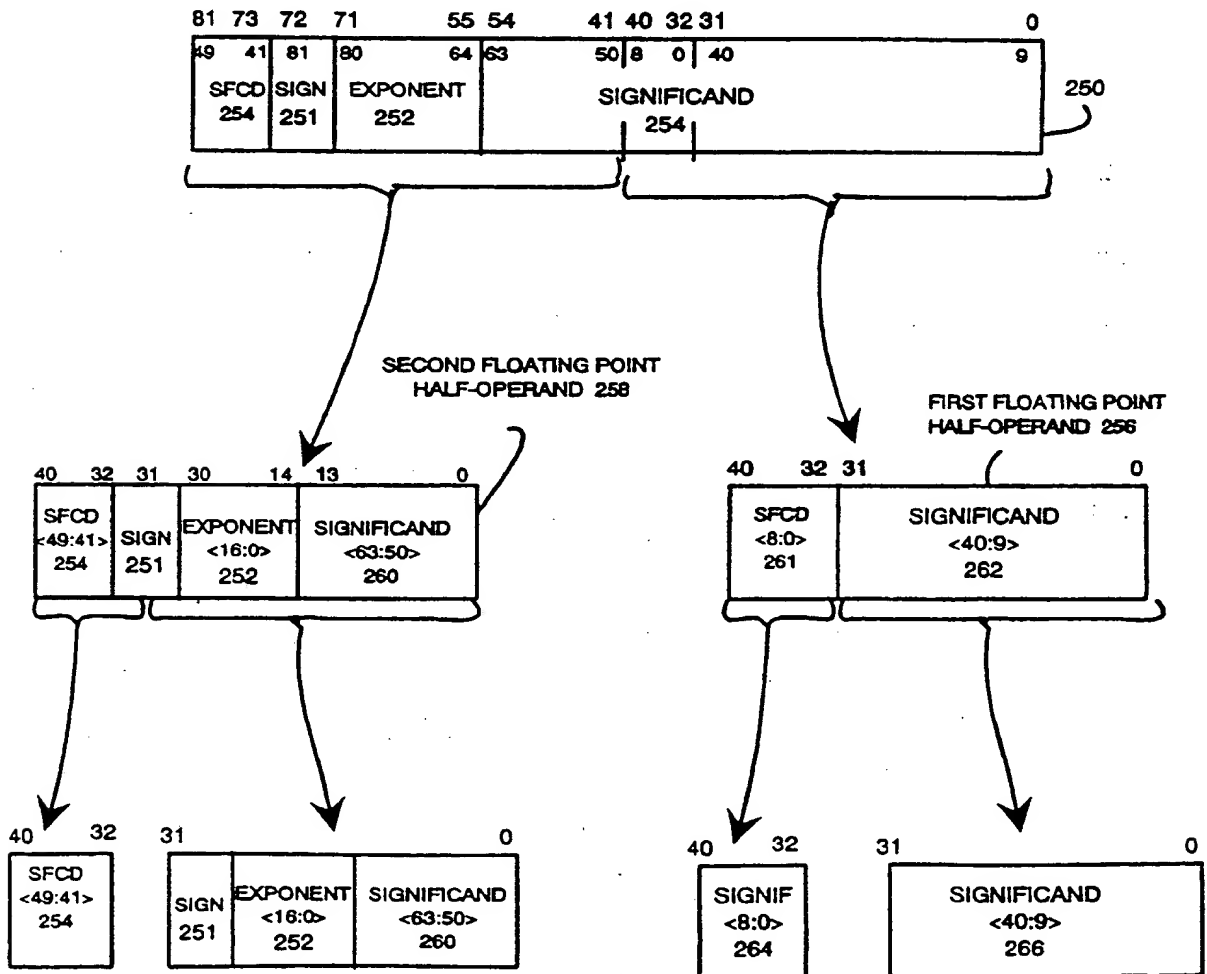 81 73 72 71 55 54 41 40 32 31 0
49 41 81 80 64 63 50 8 0 40 9
SFCD SIGN EXPONENT SIGNIFICAND
254 251 252 254
250
SECOND FLOATING POINT
HALF-OPERAND 258
FIRST FLOATING POINT
HALF-OPERAND 256
40 32 31 30 14 13 0
SFCD
<49:41>
254
SIGN
251
EXPONENT
<16:0>
252
SIGNIFICAND
<63:50>
260
40 32 31 0
SFCD
<8:0>
261
SIGNIFICAND
<40:9>
262
40 32
SFCD
<49:41>
254
31 0
SIGN
251
EXPONENT
<16:0>
252
SIGNIFICAND
<63:50>
260
40 32
SIGNIF
<8:0>
264
31 0
SIGNIFICAND
<40:9>
266